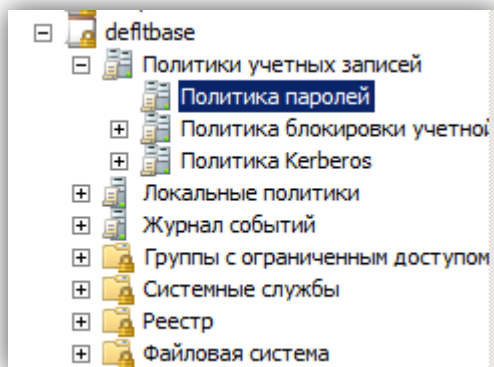 defltbase
Политики учетных записей
Политика паролей
Политика блокировки учетной
Политика Kerberos
Локальные политики
Журнал событий
Группы с ограниченным доступом
Системные службы
Реестр
Файловая система